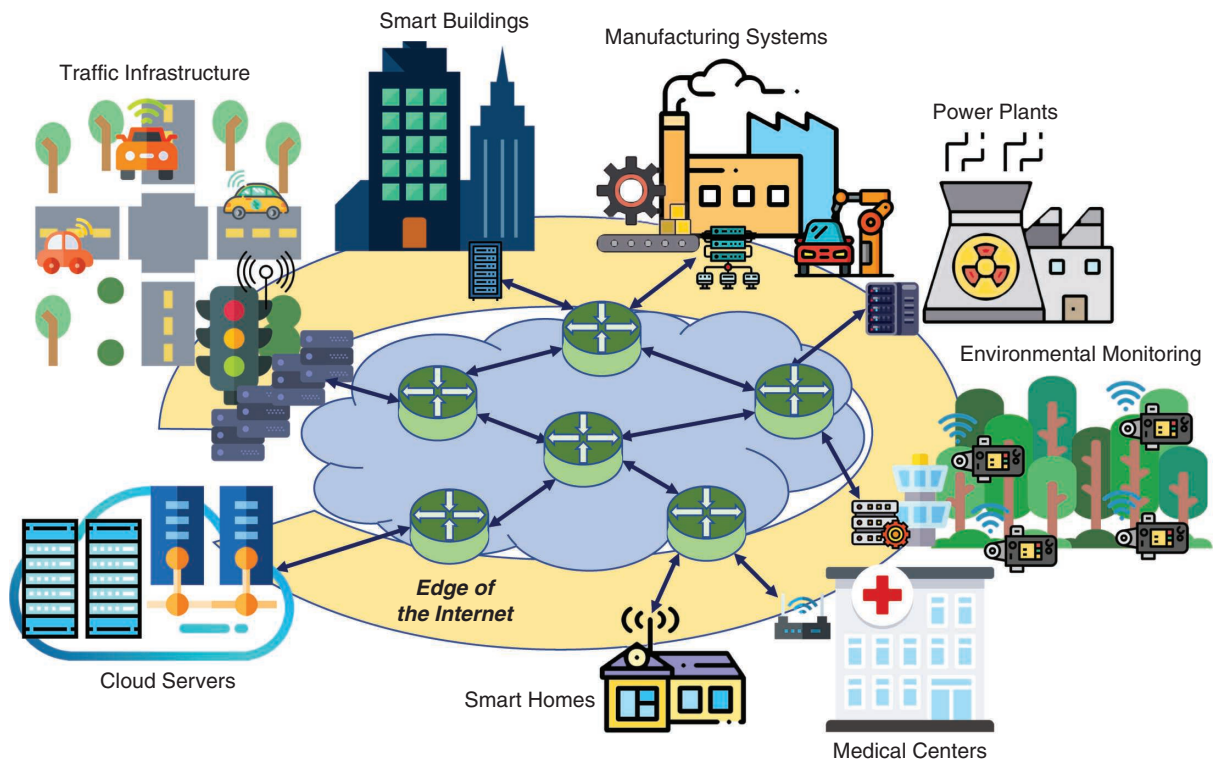 Smart Buildings
Manufacturing Systems
Traffic Infrastructure
Power Plants
Environmental Monitoring
Edge of
the Internet
Cloud Servers
Smart Homes
Medical Centers